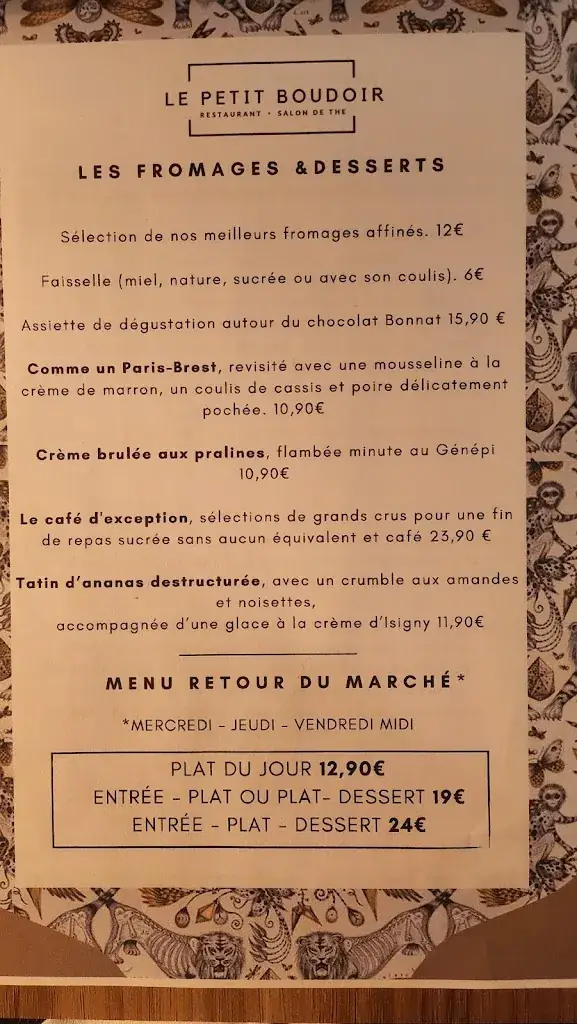 LE PETIT BOUDOIR
RESTAURANT • SALON DE THE
LES FROMAGES &DESSERTS
Sélection de nos meilleurs fromages affinés. 12€
Faisselle (miel, nature, sucrée ou avec son coulis). 6€
Assiette de dégustation autour du chocolat Bonnat 15,90 €
Comme un Paris-Brest, revisité avec une mousseline à la
crème de marron, un coulis de cassis et poire délicatement
pochée. 10,90€
Crème brulée aux pralines, flambée minute au Génépi
10,90€
Le café d'exception, sélections de grands crus pour une fin
de repas sucrée sans aucun équivalent et café 23,90 €
Tatin d'ananas destructurée, avec un crumble aux amandes
et noisettes,
accompagnée d'une glace à la crème d'Isigny 11,90€
MENU RETOUR DU MARCHÉ*
*MERCREDI - JEUDI - VENDREDI MIDI
PLAT DU JOUR 12,90€
ENTRÉE - PLAT OU PLAT- DESSERT 19€
ENTRÉE - PLAT - DESSERT 24€